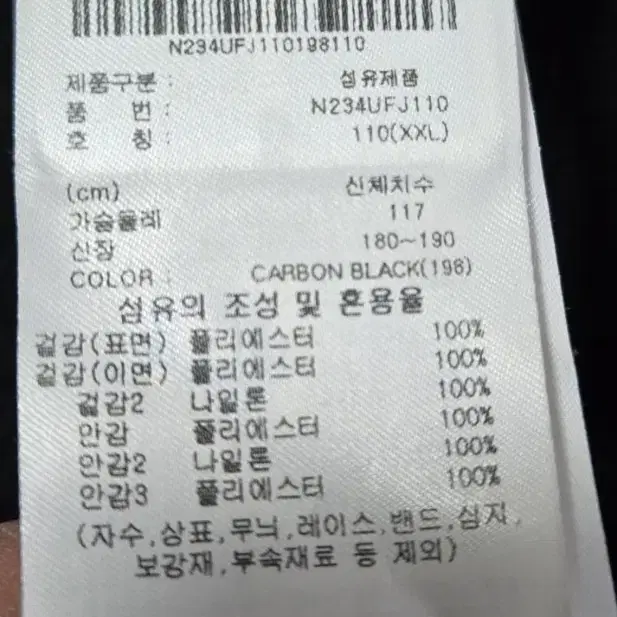 N234UFJ110198110
제품구분 : 섬유제품
품 번 : N234UFJ110
호 칭 : 110(XXL)
(cm) 신체치수
가슴둘레 117
신장 180~190
COLOR : CARBON BLACK(198)
섬유의 조성 및 혼용율
겉감(표면) 폴리에스터 100%
겉감(이면) 폴리에스터 100%
겉감2 나일론 100%
안감 폴리에스터 100%
안감2 나일론 100%
안감3 폴리에스터 100%
(자수,상표,무늬,레이스,밴드,심지,
보강재,부속재료 등 제외)